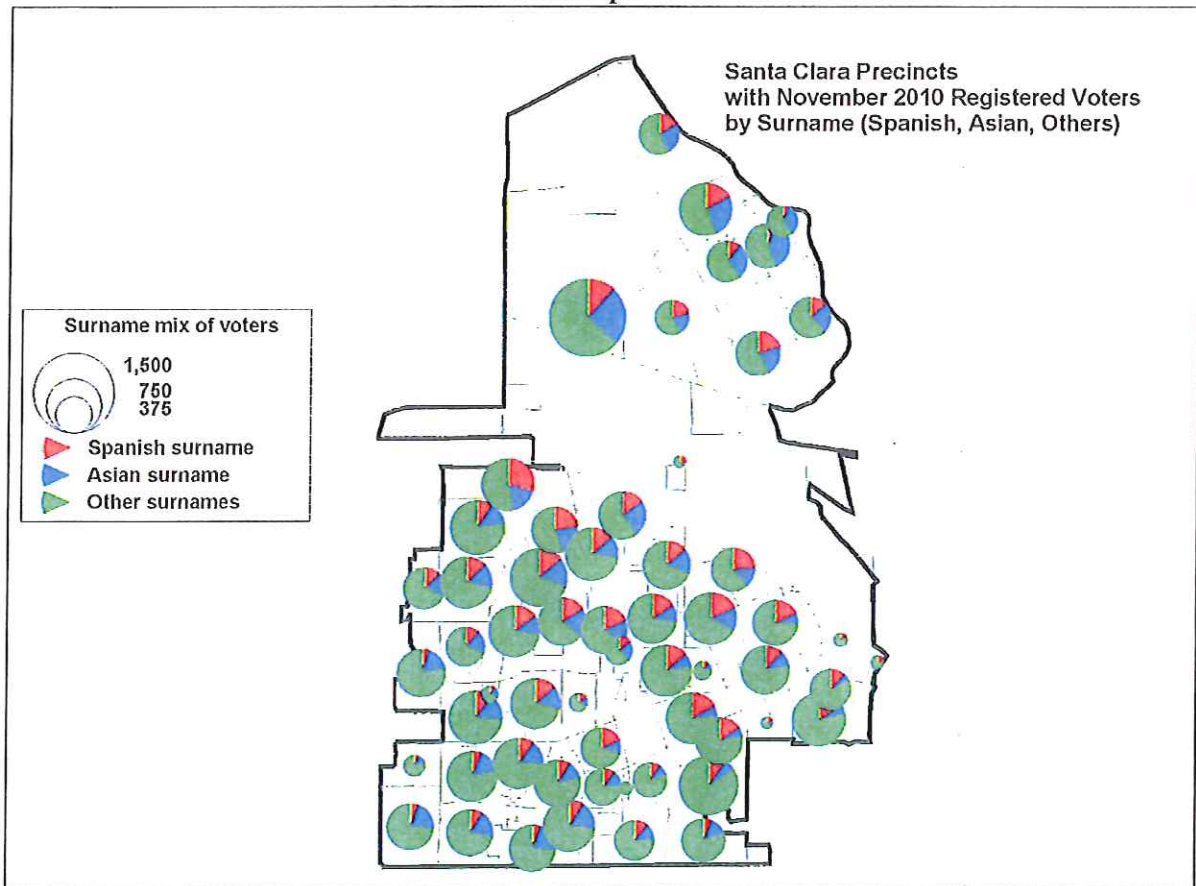 Santa Clara Precincts
with November 2010 Registered Voters
by Surname (Spanish, Asian, Others)
Surname mix of voters
1,500
750
375
Spanish surname
Asian surname
Other surnames